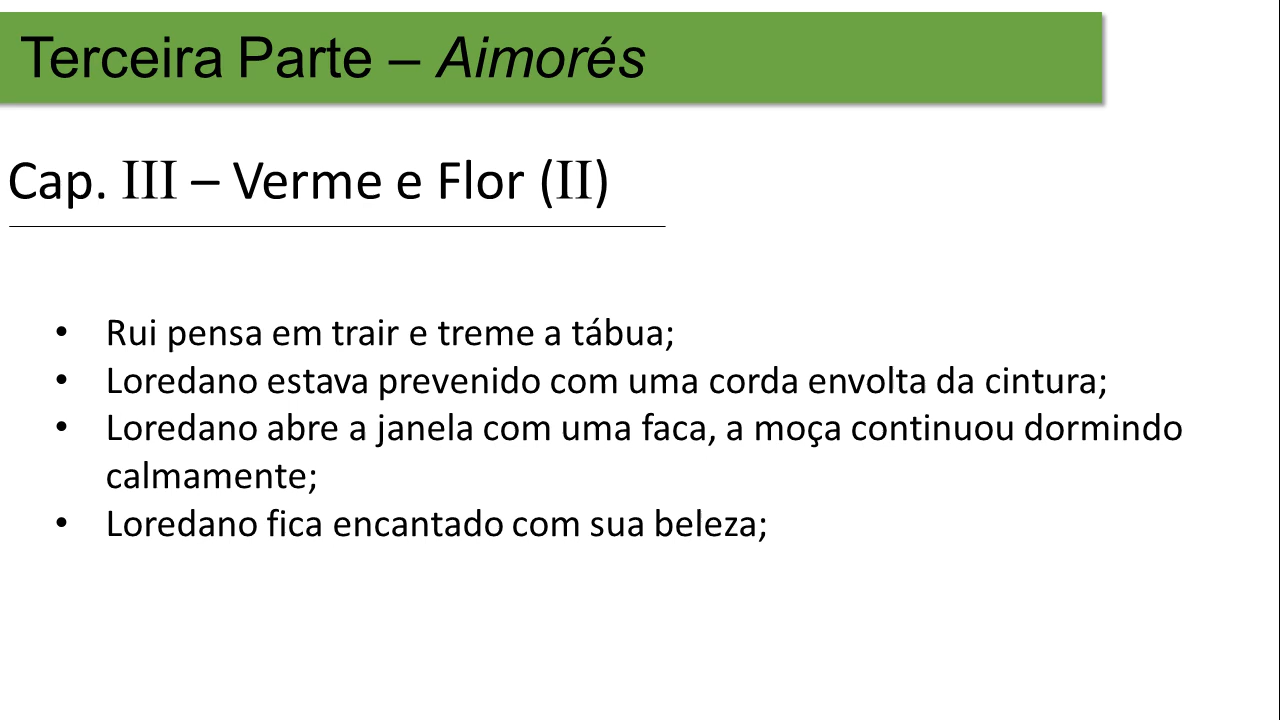 Terceira Parte – Aimorés
Cap. III – Verme e Flor (II)
• Rui pensa em trair e treme a tábua;
• Loredano estava prevenido com uma corda envolta da cintura;
• Loredano abre a janela com uma faca, a moça continuou dormindo
calmamente;
• Loredano fica encantado com sua beleza;